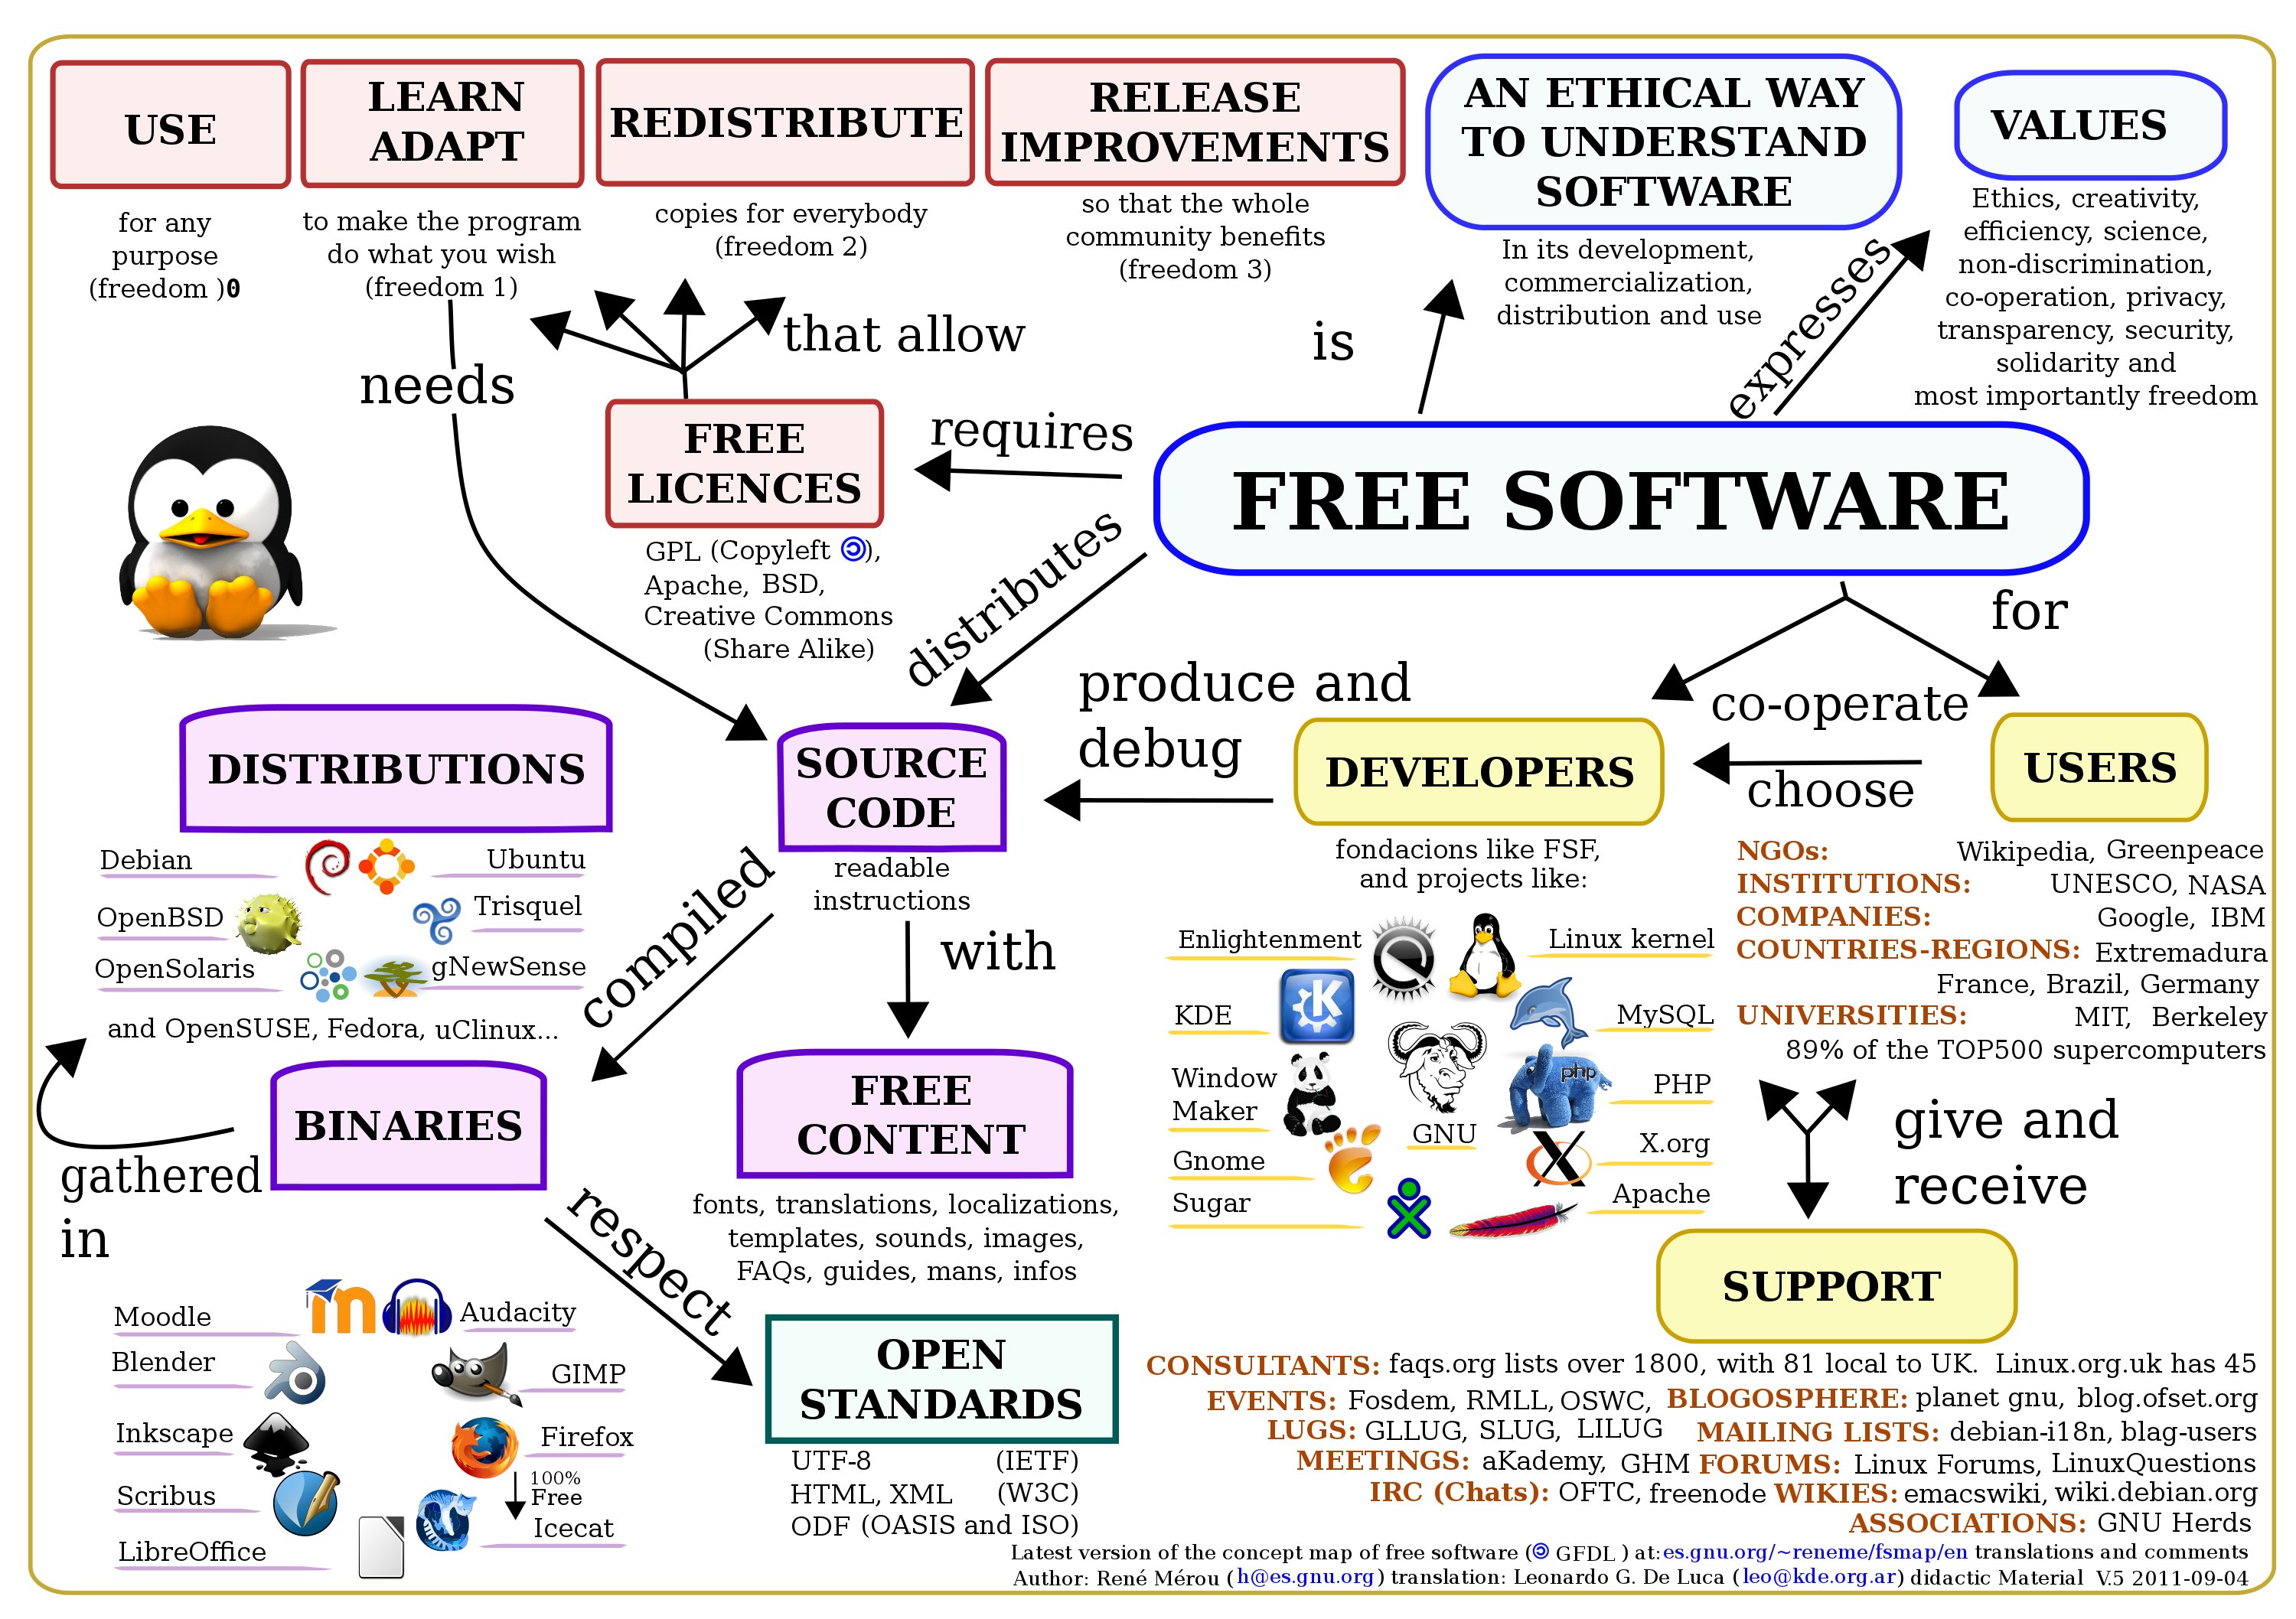 USE
for any
purpose
(freedom )0
LEARN
ADAPT
to make the program
do what you wish
(freedom 1)
REDISTRIBUTE
copies for everybody
(freedom 2)
RELEASE
IMPROVEMENTS
so that the whole
community benefits
(freedom 3)
AN ETHICAL WAY
TO UNDERSTAND
SOFTWARE
In its development,
commercialization,
distribution and use
VALUES
Ethics, creativity,
efficiency, science,
non-discrimination,
co-operation, privacy,
transparency, security,
solidarity and
most importantly freedom
that allow
is
expresses
needs
requires
FREE
LICENCES
GPL (Copyleft ),
Apache, BSD,
Creative Commons
(Share Alike)
FREE SOFTWARE
distributes
for
produce and
debug
co-operate
choose
DISTRIBUTIONS
Debian
Ubuntu
OpenBSD
Trisquel
OpenSolaris
gNewSense
and OpenSUSE, Fedora, uClinux...
SOURCE
CODE
readable
instructions
compiled
with
DEVELOPERS
fondacions like FSF,
and projects like:
Enlightenment
Linux kernel
KDE
K
MySQL
Window
Maker
php
PHP
GNU
Gnome
X.org
Sugar
Apache
USERS
NGOs: Wikipedia, Greenpeace
INSTITUTIONS: UNESCO, NASA
COMPANIES: Google, IBM
COUNTRIES-REGIONS: Extremadura
France, Brazil, Germany
UNIVERSITIES: MIT, Berkeley
89% of the TOP500 supercomputers
give and
receive
BINARIES
gathered
in
FREE
CONTENT
fonts, translations, localizations,
templates, sounds, images,
FAQs, guides, mans, infos
respect
Moodle
m
Audacity
Blender
GIMP
Inkscape
Firefox
100%
Free
Scribus
Icecat
LibreOffice
OPEN
STANDARDS
UTF-8 (IETF)
HTML, XML (W3C)
ODF (OASIS and ISO)
SUPPORT
CONSULTANTS: faqs.org lists over 1800, with 81 local to UK. Linux.org.uk has 45
EVENTS: Fosdem, RMLL, OSWC, BLOGOSPHERE: planet gnu, blog.ofset.org
LUGS: GLLUG, SLUG, LILUG MAILING LISTS: debian-i18n, blag-users
MEETINGS: aKademy, GHM FORUMS: Linux Forums, LinuxQuestions
IRC (Chats): OFTC, freenode WIKIES: emacswiki, wiki.debian.org
ASSOCIATIONS: GNU Herds
Latest version of the concept map of free software ( GFDL ) at: es.gnu.org/~reneme/fsmap/en translations and comments
Author: René Mérou ( h@es.gnu.org ) translation: Leonardo G. De Luca ( leo@kde.org.ar ) didactic Material V.5 2011-09-04